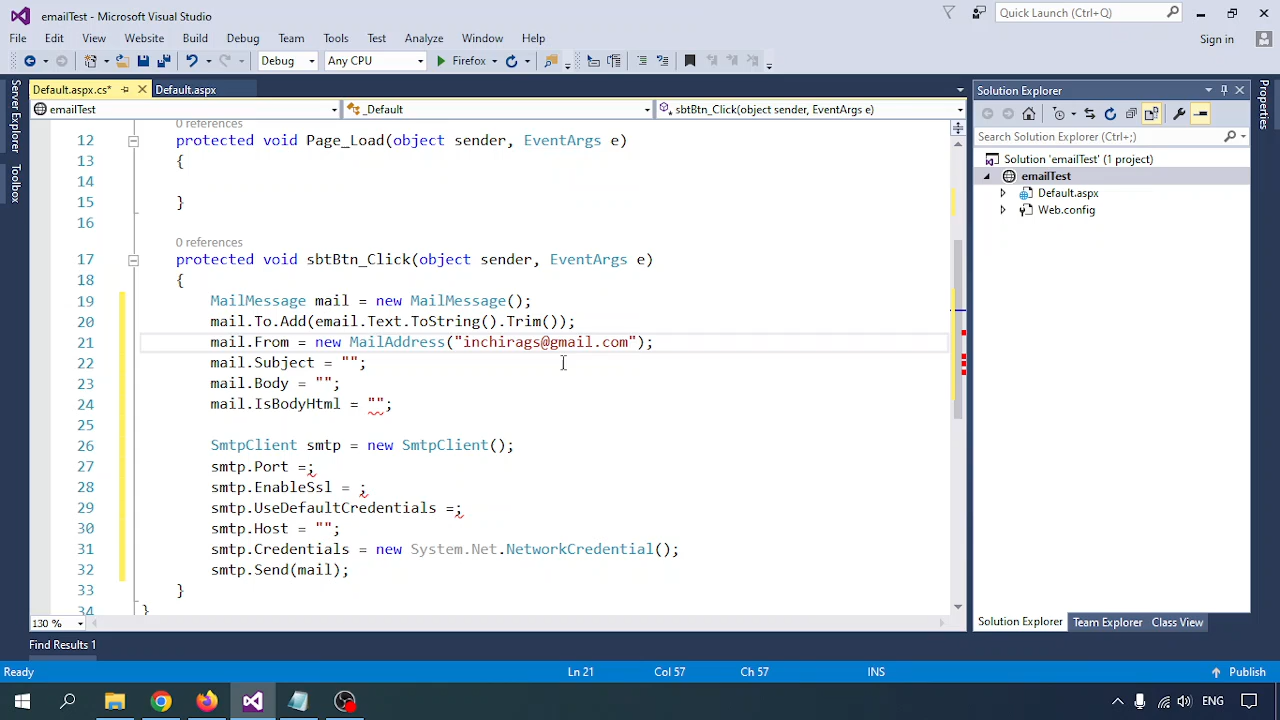 emailTest - Microsoft Visual Studio
Quick Launch (Ctrl+Q)
File Edit View Website Build Debug Team Tools Test Analyze Window Help
Sign in
Debug Any CPU Firefox
Default.aspx.cs* Default.aspx
Solution Explorer
emailTest _Default sbtBtn_Click(object sender, EventArgs e)
Server Explorer
Toolbox
Properties
Search Solution Explorer (Ctrl+;)
Solution 'emailTest' (1 project)
emailTest
Default.aspx
Web.config
0 references
12 protected void Page_Load(object sender, EventArgs e)
13 {
14
15 }
16
0 references
17 protected void sbtBtn_Click(object sender, EventArgs e)
18 {
19 MailMessage mail = new MailMessage();
20 mail.To.Add(email.Text.ToString().Trim());
21 mail.From = new MailAddress("inchirags@gmail.com");
22 mail.Subject = "";
23 mail.Body = "";
24 mail.IsBodyHtml = "";
25
26 SmtpClient smtp = new SmtpClient();
27 smtp.Port =;
28 smtp.EnableSsl = ;
29 smtp.UseDefaultCredentials =;
30 smtp.Host = "";
31 smtp.Credentials = new System.Net.NetworkCredential();
32 smtp.Send(mail);
33 }
34 }
130 %
Solution Explorer Team Explorer Class View
Find Results 1
Ready Ln 21 Col 57 Ch 57 INS Publish
ENG